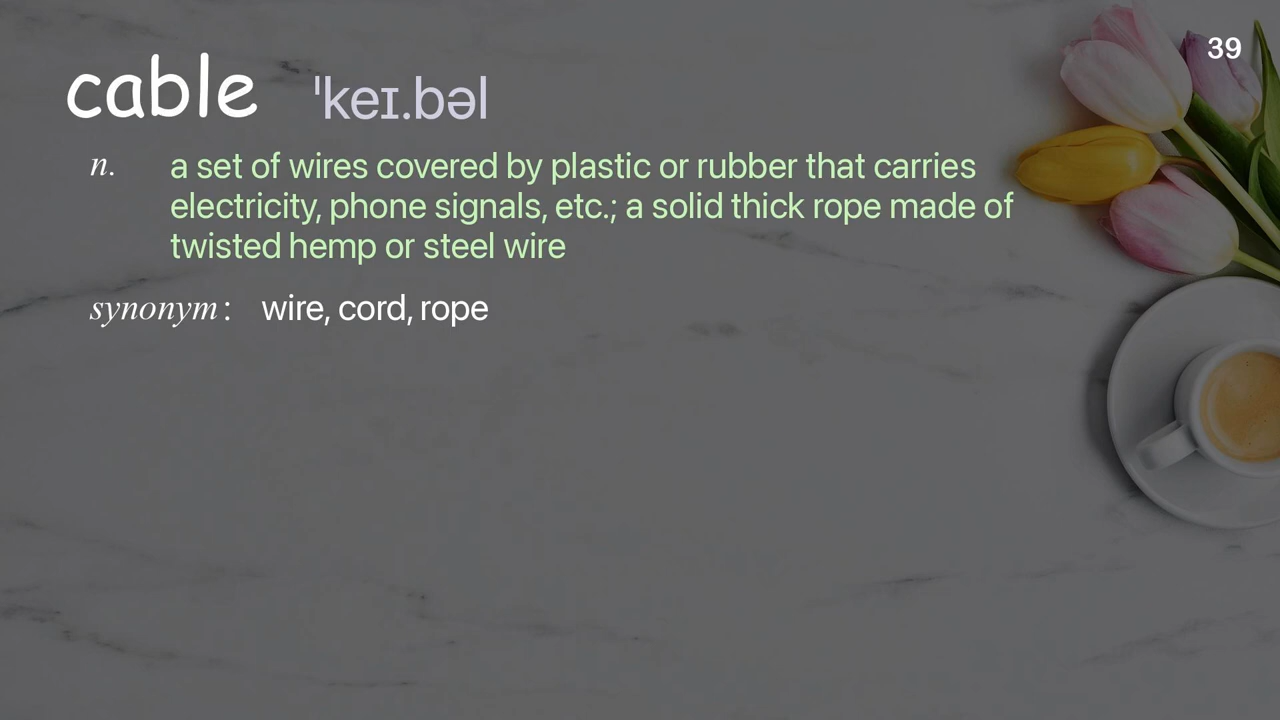 39
cable ˈkeɪ.bəl
n. a set of wires covered by plastic or rubber that carries
electricity, phone signals, etc.; a solid thick rope made of
twisted hemp or steel wire
synonym: wire, cord, rope